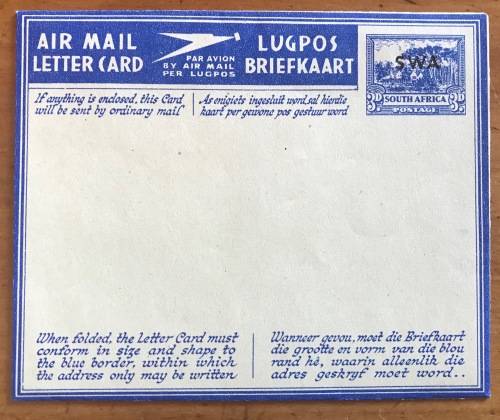 AIR MAIL
LETTER CARD
PAR AVION
BY AIR MAIL
PER LUGPOS
LUGPOS
BRIEFKAART
SWA
3D SOUTH AFRICA 3D
POSTAGE
If anything is enclosed, this Card
will be sent by ordinary mail
As enigiets ingesluit word, sal hierdie
kaart per gewone pos gestuur word
When folded, the letter Card must
conform in size and shape to
the blue border, within which
the address only may be written
Wanneer gevou, moet die Briefkaart
die grootte en vorm van die blou
rand hê, waarin alleenlik die
adres geskryf moet word..